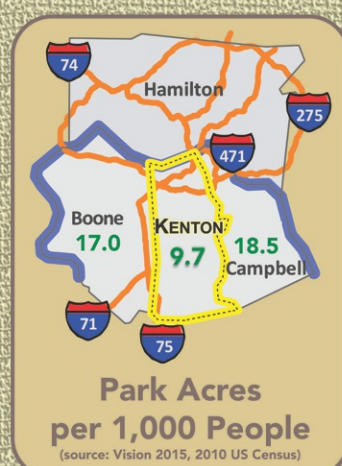 74
Hamilton
275
471
Boone
17.0
KENTON
9.7
18.5
Campbell
71
75
Park Acres
per 1,000 People
(source: Vision 2015, 2010 US Census)